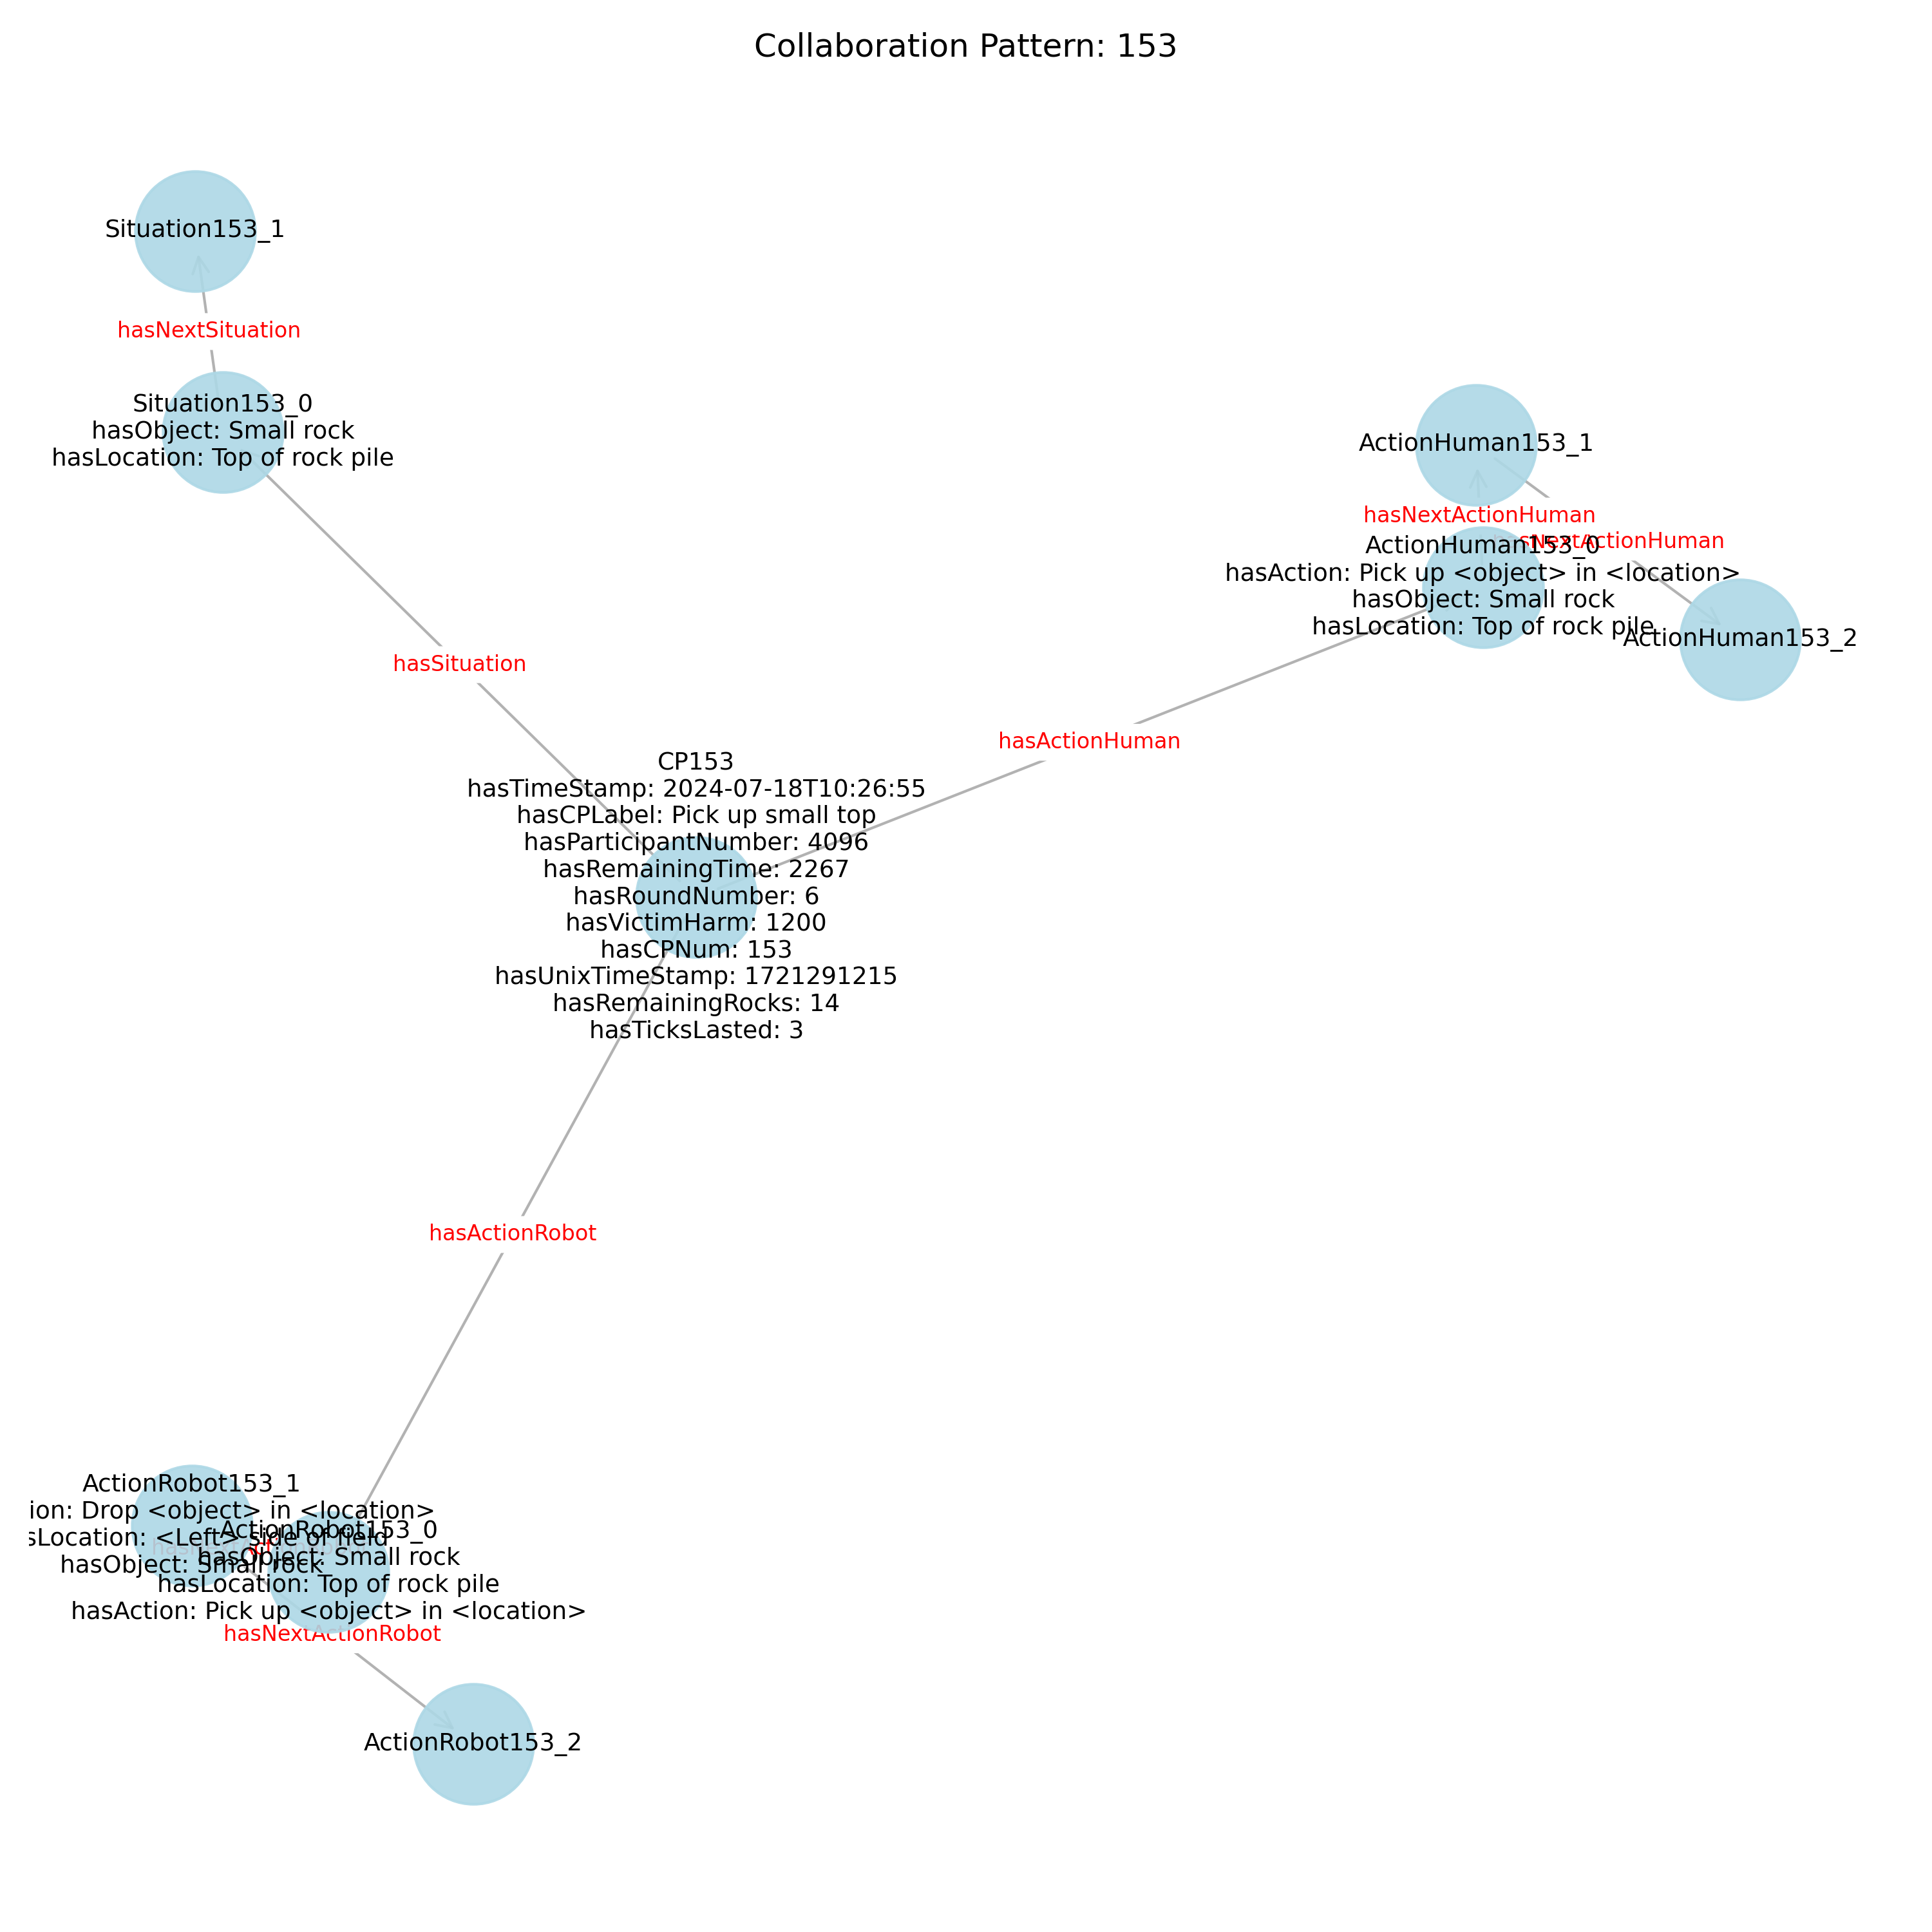 Collaboration Pattern: 153
Situation153_1
hasNextSituation
Situation153_0
hasObject: Small rock
hasLocation: Top of rock pile
hasSituation
ActionHuman153_1
hasNextActionHuman
sNextActionHuman
ActionHuman153_0
hasAction: Pick up <object> in <location>
hasObject: Small rock
hasLocation: Top of rock pile
ActionHuman153_2
hasActionHuman
CP153
hasTimeStamp: 2024-07-18T10:26:55
hasCPLabel: Pick up small top
hasParticipantNumber: 4096
hasRemainingTime: 2267
hasRoundNumber: 6
hasVictimHarm: 1200
hasCPNum: 153
hasUnixTimeStamp: 1721291215
hasRemainingRocks: 14
hasTicksLasted: 3
hasActionRobot
ActionRobot153_1
ion: Drop <object> in <location>
sLocation: <Left> side of field
hasObject: Small rock
ActionRobot153_0
hasObject: Small rock
hasLocation: Top of rock pile
hasAction: Pick up <object> in <location>
hasNextActionRobot
ActionRobot153_2